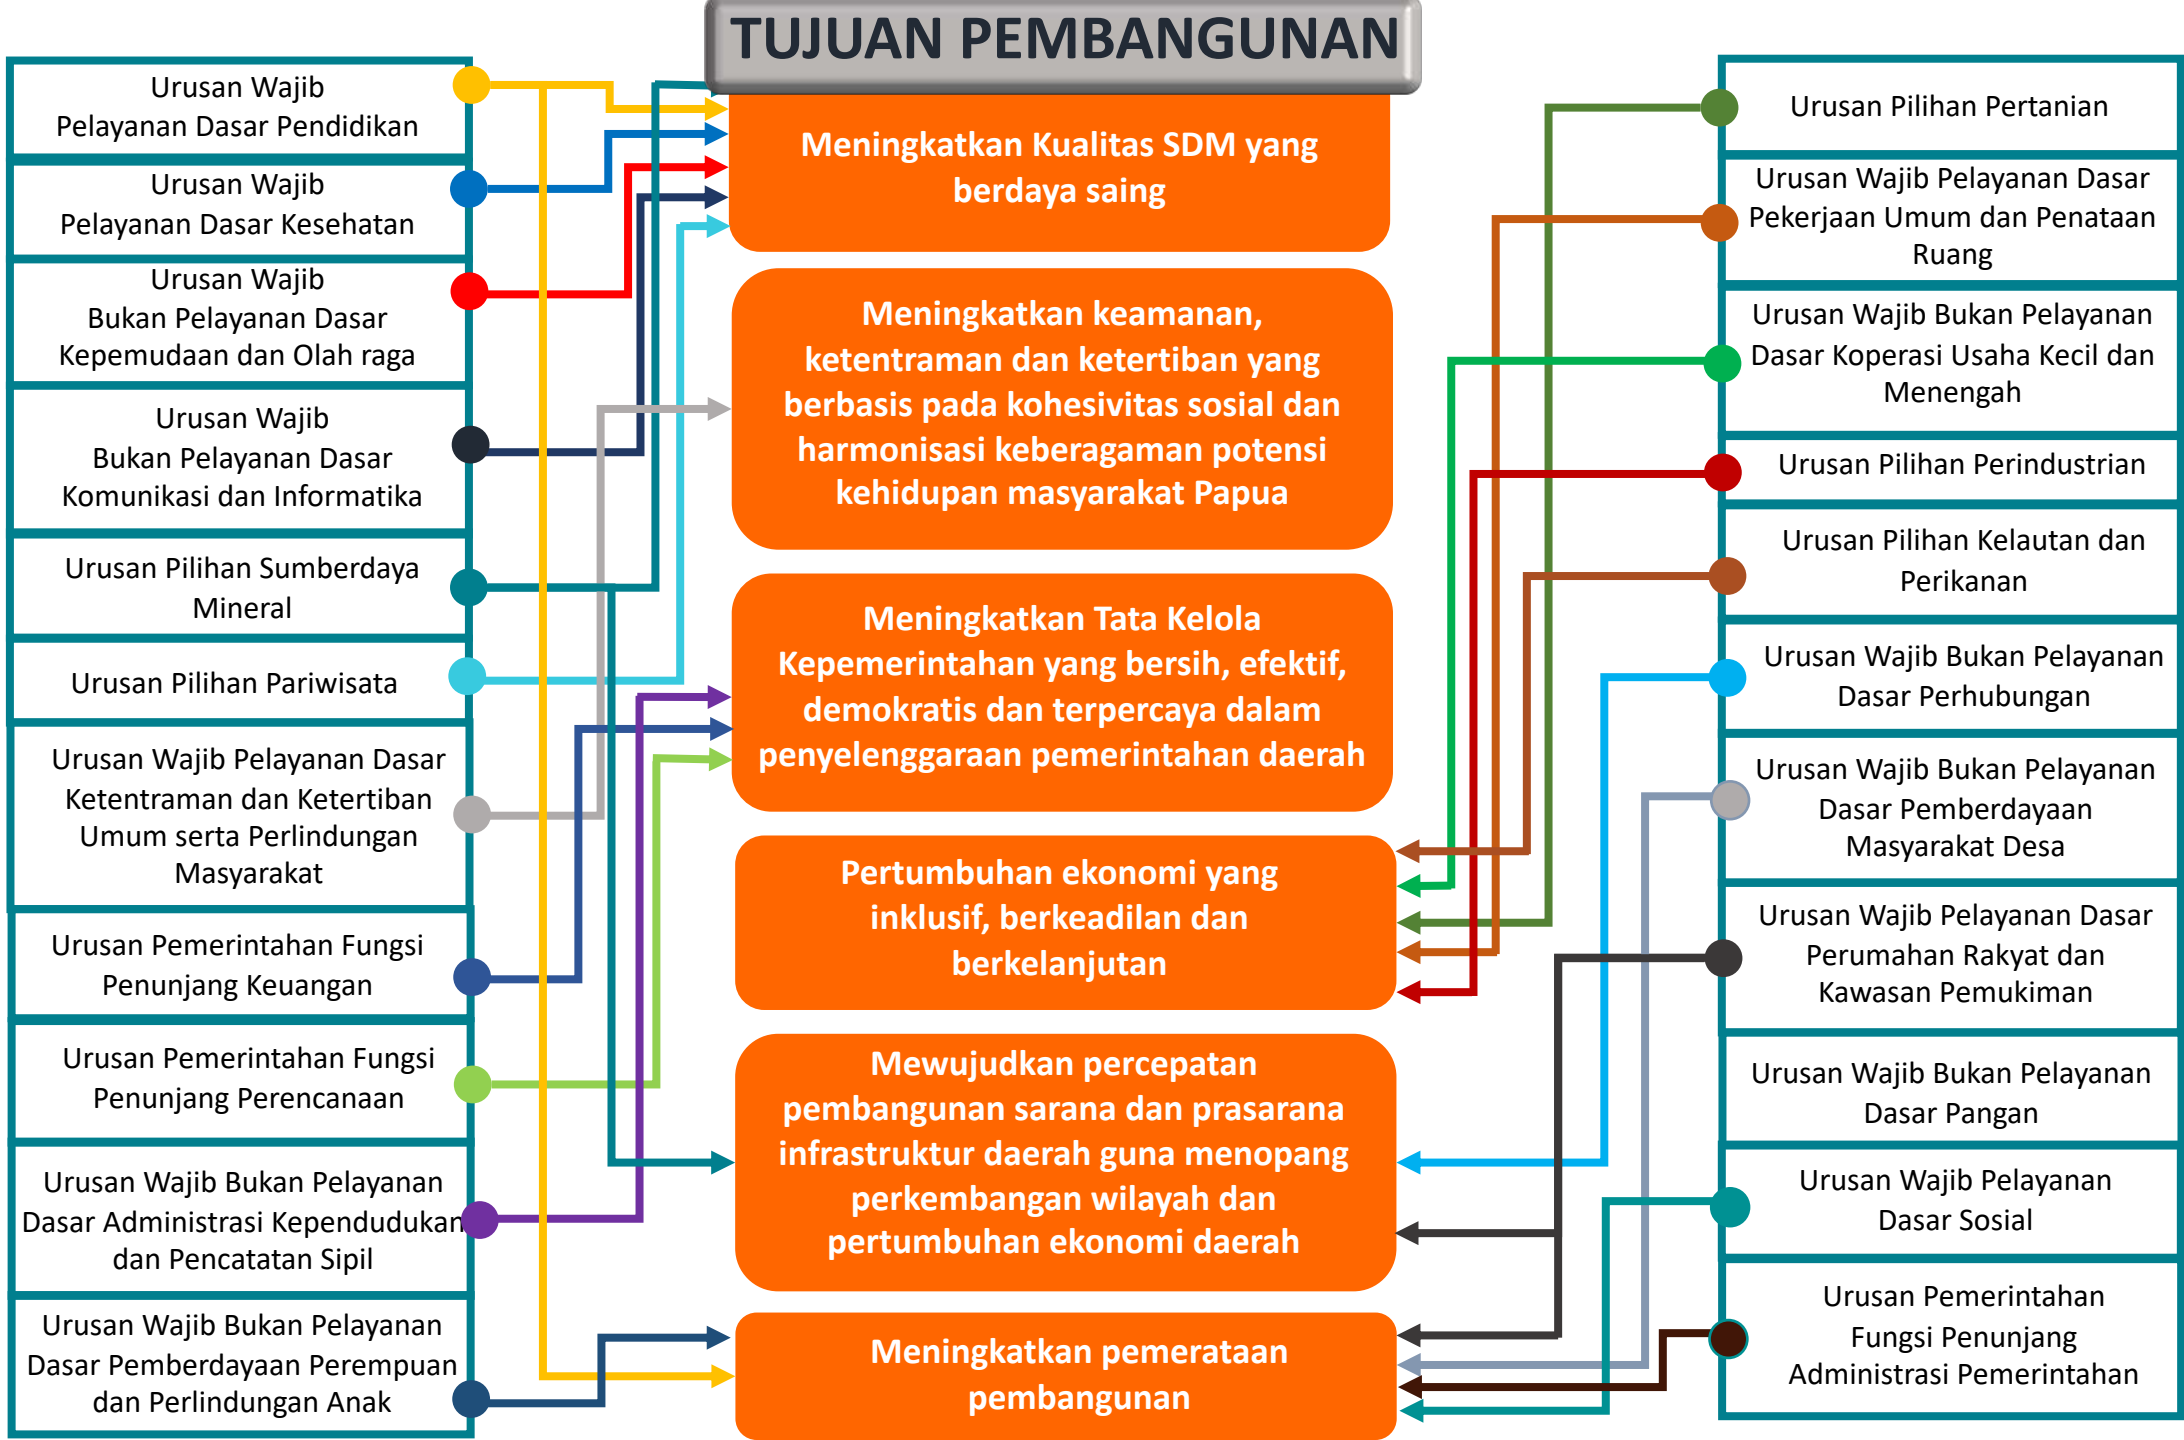 TUJUAN PEMBANGUNAN
Urusan Wajib
Pelayanan Dasar Pendidikan
Urusan Wajib
Pelayanan Dasar Kesehatan
Urusan Wajib
Bukan Pelayanan Dasar
Kepemudaan dan Olah raga
Urusan Wajib
Bukan Pelayanan Dasar
Komunikasi dan Informatika
Urusan Pilihan Sumberdaya
Mineral
Urusan Pilihan Pariwisata
Urusan Wajib Pelayanan Dasar
Ketentraman dan Ketertiban
Umum serta Perlindungan
Masyarakat
Urusan Pemerintahan Fungsi
Penunjang Keuangan
Urusan Pemerintahan Fungsi
Penunjang Perencanaan
Urusan Wajib Bukan Pelayanan
Dasar Administrasi Kependudukan
dan Pencatatan Sipil
Urusan Wajib Bukan Pelayanan
Dasar Pemberdayaan Perempuan
dan Perlindungan Anak
Meningkatkan Kualitas SDM yang
berdaya saing
Meningkatkan keamanan,
ketentraman dan ketertiban yang
berbasis pada kohesivitas sosial dan
harmonisasi keberagaman potensi
kehidupan masyarakat Papua
Meningkatkan Tata Kelola
Kepemerintahan yang bersih, efektif,
demokratis dan terpercaya dalam
penyelenggaraan pemerintahan daerah
Pertumbuhan ekonomi yang
inklusif, berkeadilan dan
berkelanjutan
Mewujudkan percepatan
pembangunan sarana dan prasarana
infrastruktur daerah guna menopang
perkembangan wilayah dan
pertumbuhan ekonomi daerah
Meningkatkan pemerataan
pembangunan
Urusan Pilihan Pertanian
Urusan Wajib Pelayanan Dasar
Pekerjaan Umum dan Penataan
Ruang
Urusan Wajib Bukan Pelayanan
Dasar Koperasi Usaha Kecil dan
Menengah
Urusan Pilihan Perindustrian
Urusan Pilihan Kelautan dan
Perikanan
Urusan Wajib Bukan Pelayanan
Dasar Perhubungan
Urusan Wajib Bukan Pelayanan
Dasar Pemberdayaan
Masyarakat Desa
Urusan Wajib Pelayanan Dasar
Perumahan Rakyat dan
Kawasan Pemukiman
Urusan Wajib Bukan Pelayanan
Dasar Pangan
Urusan Wajib Pelayanan
Dasar Sosial
Urusan Pemerintahan
Fungsi Penunjang
Administrasi Pemerintahan